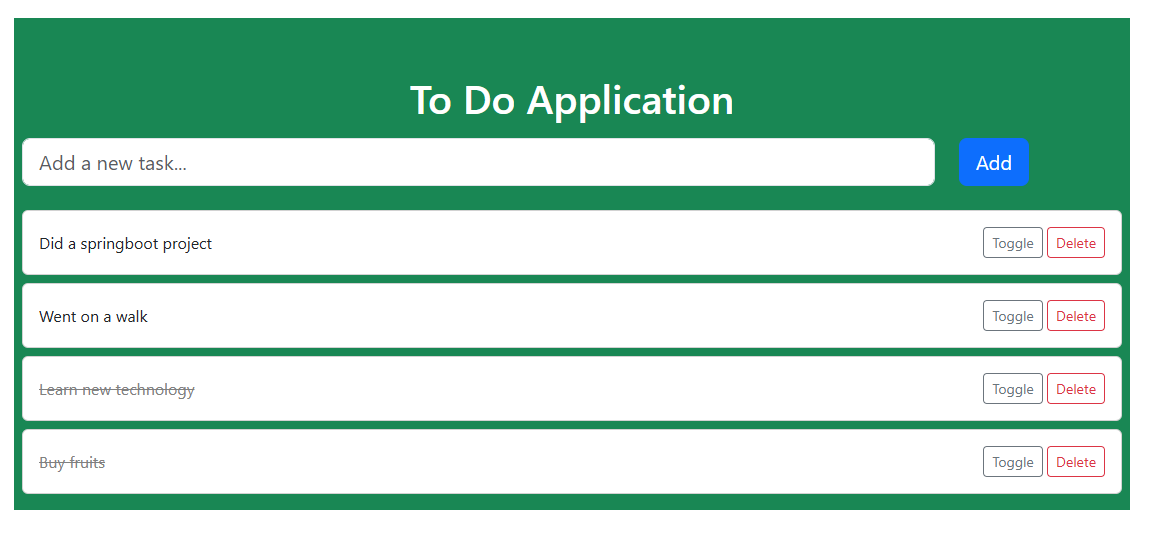 To Do Application
Add a new task...
Add
Did a springboot project
Toggle
Delete
Went on a walk
Toggle
Delete
Learn new technology
Toggle
Delete
Buy fruits
Toggle
Delete